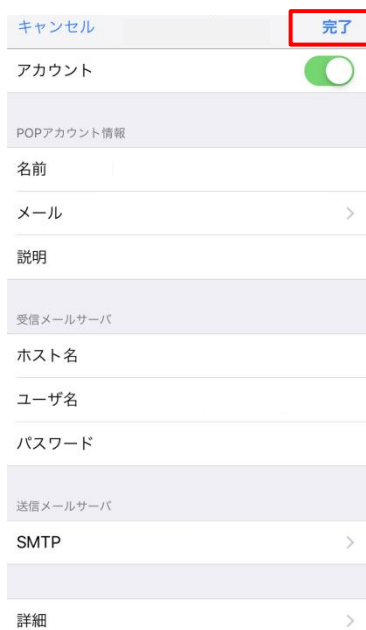 キャンセル 完了
アカウント
POPアカウント情報
名前
メール
説明
受信メールサーバ
ホスト名
ユーザ名
パスワード
送信メールサーバ
SMTP
詳細